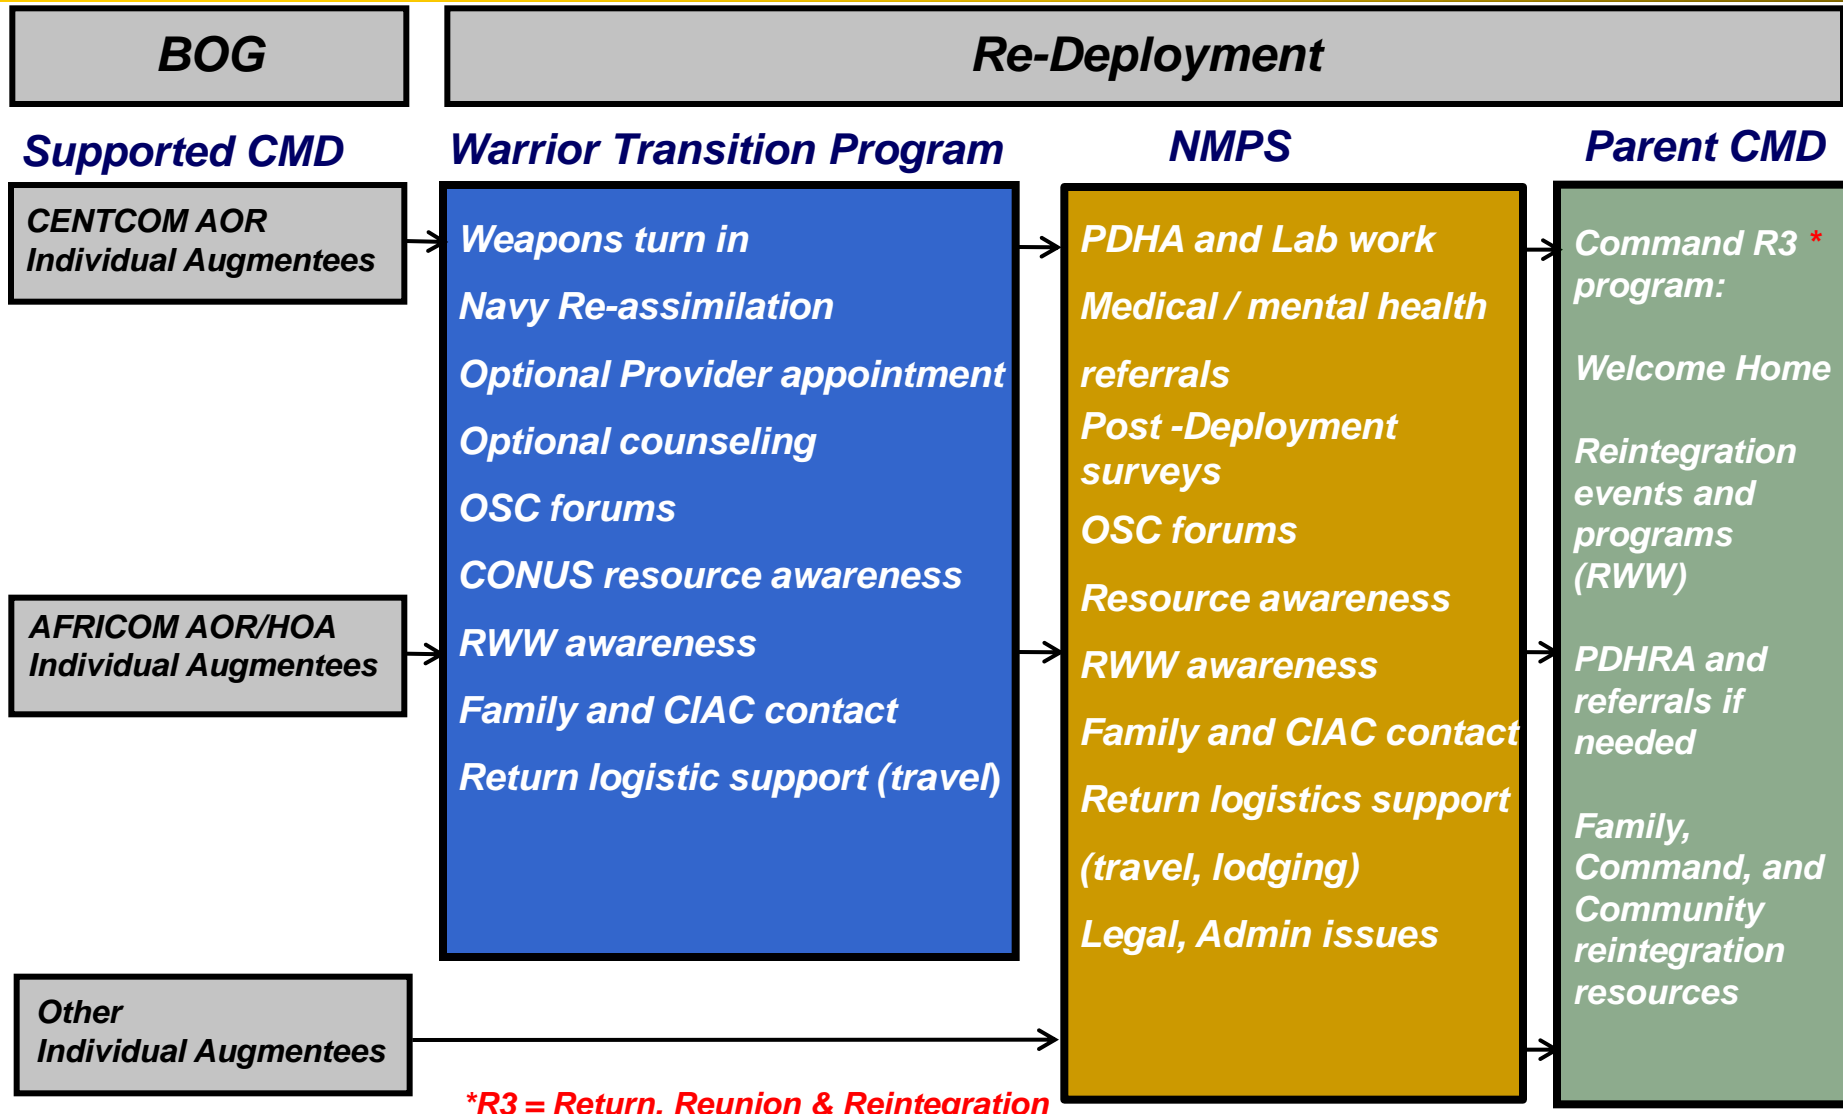 BOG
Re-Deployment
Supported CMD
Warrior Transition Program
NMPS
Parent CMD
CENTCOM AOR
Individual Augmentees
AFRICOM AOR/HOA
Individual Augmentees
Other
Individual Augmentees
Weapons turn in
Navy Re-assimilation
Optional Provider appointment
Optional counseling
OSC forums
CONUS resource awareness
RWW awareness
Family and CIAC contact
Return logistic support (travel)
PDHA and Lab work
Medical / mental health
referrals
Post -Deployment
surveys
OSC forums
Resource awareness
RWW awareness
Family and CIAC contact
Return logistics support
(travel, lodging)
Legal, Admin issues
Command R3 *
program:
Welcome Home
Reintegration
events and
programs
(RWW)
PDHRA and
referrals if
needed
Family,
Command, and
Community
reintegration
resources
*R3 = Return, Reunion & Reintegration